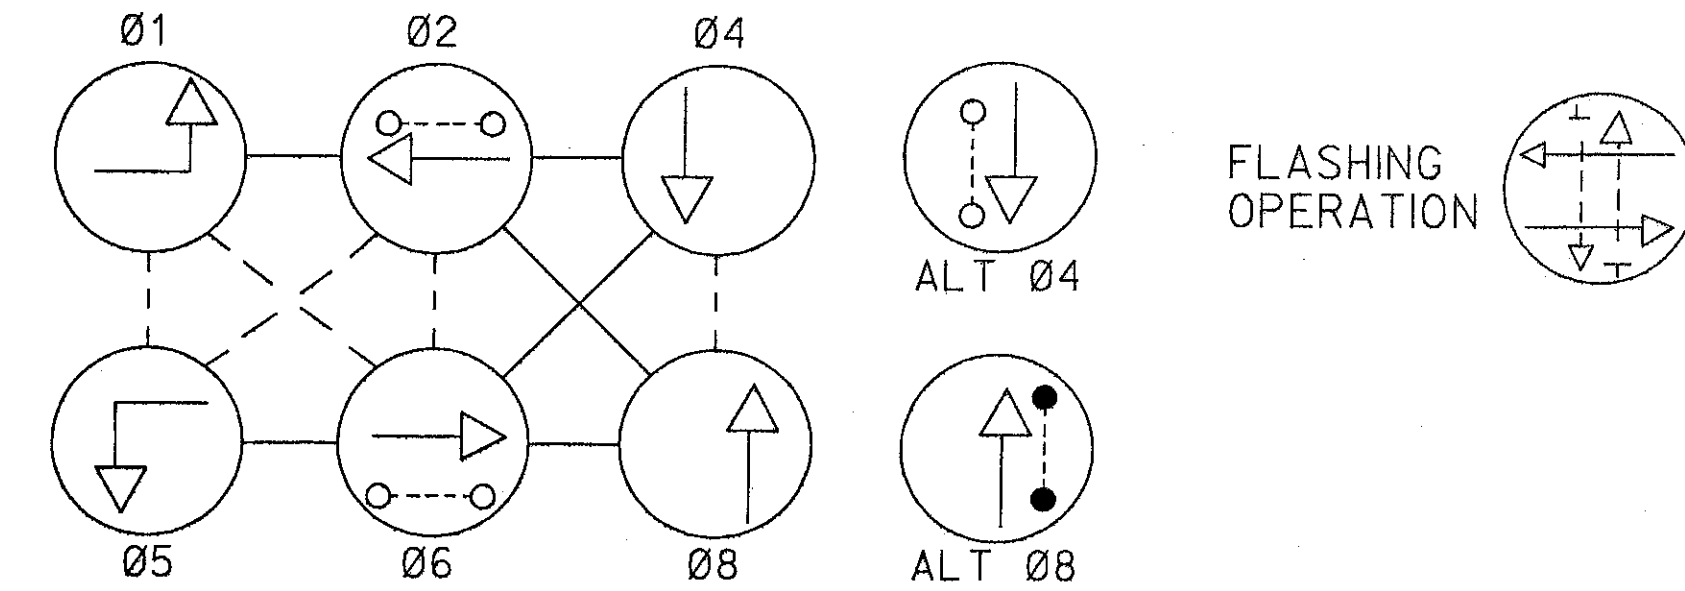 Ø1
Ø2
Ø4
ALT Ø4
FLASHING
OPERATION
Ø5
Ø6
Ø8
ALT Ø8